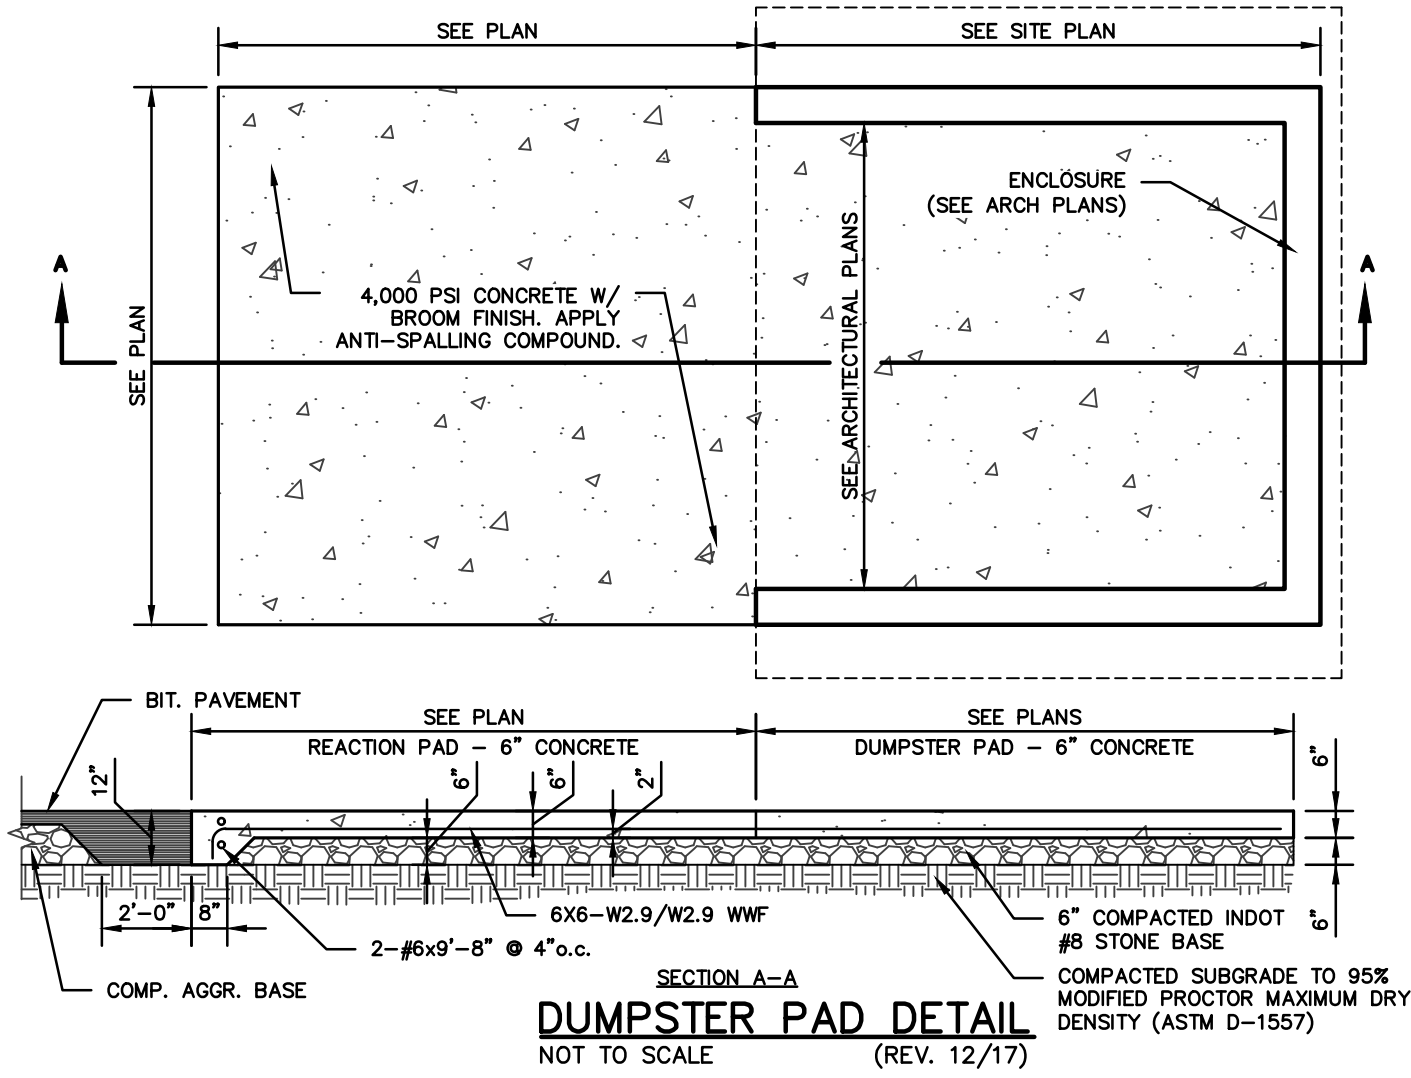 SEE PLAN
SEE SITE PLAN
ENCLOSURE
(SEE ARCH PLANS)
A
A
4,000 PSI CONCRETE W/
BROOM FINISH. APPLY
ANTI-SPALLING COMPOUND.
SEE PLAN
SEE ARCHITECTURAL PLANS
BIT. PAVEMENT
SEE PLAN
SEE PLANS
REACTION PAD - 6" CONCRETE
DUMPSTER PAD - 6" CONCRETE
12"
6"
6"
2"
6"
2'-0"
8"
6X6-W2.9/W2.9 WWF
6" COMPACTED INDOT
#8 STONE BASE
6"
2-#6x9'-8" @ 4"o.c.
COMP. AGGR. BASE
COMPACTED SUBGRADE TO 95%
MODIFIED PROCTOR MAXIMUM DRY
DENSITY (ASTM D-1557)
SECTION A-A
DUMPSTER PAD DETAIL
NOT TO SCALE
(REV. 12/17)